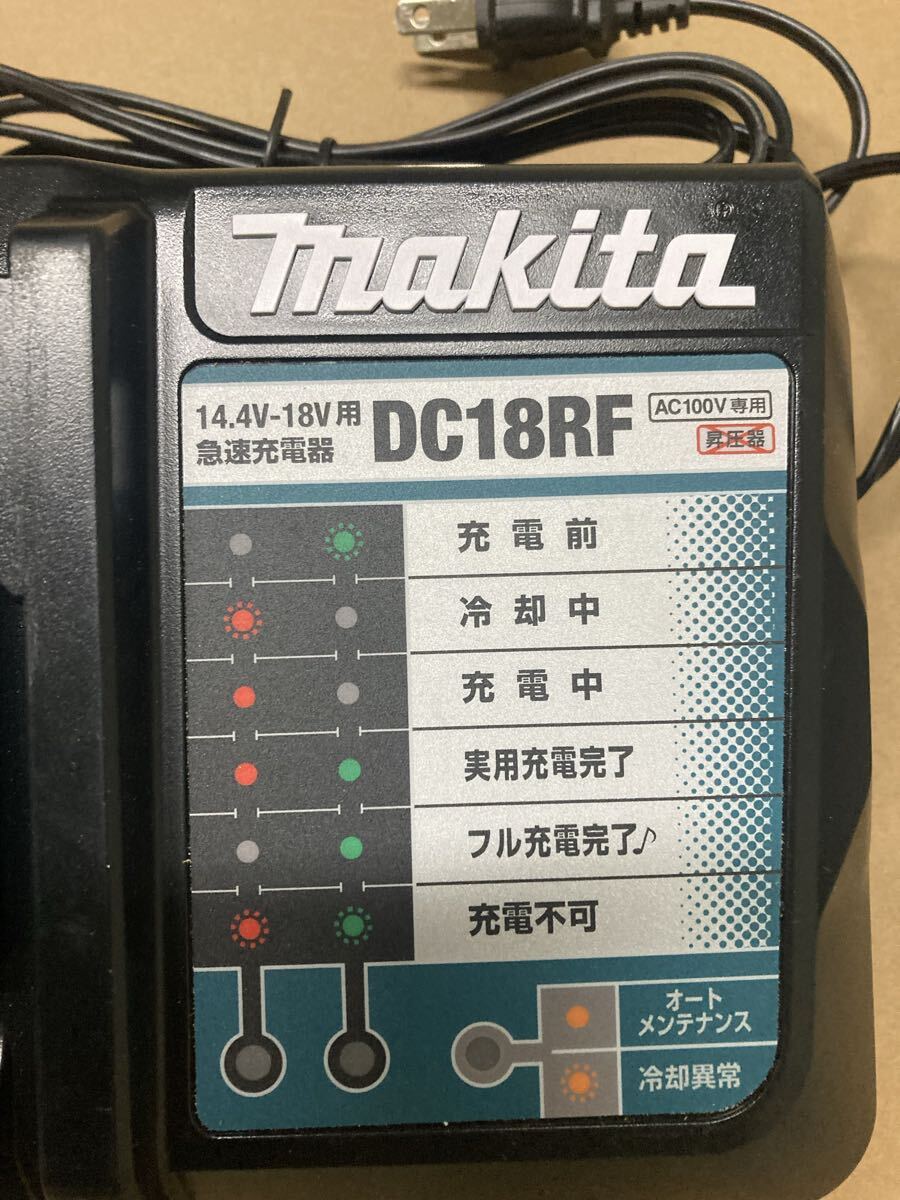 makita
14.4V-18V用
急速充電器
DC18RF
AC100V専用
昇圧器
充電前
冷却中
充電中
実用充電完了
フル充電完了♪
充電不可
オート
メンテナンス
冷却異常